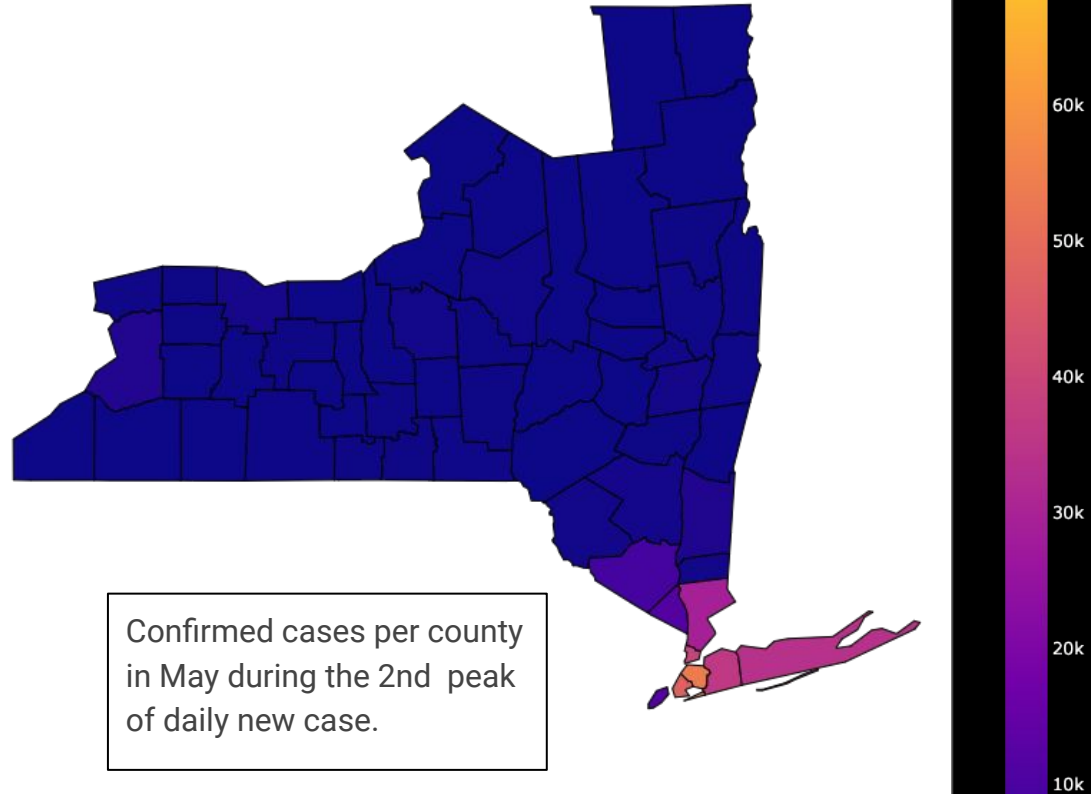 60k
50k
40k
30k
20k
10k
Confirmed cases per county
in May during the 2nd  peak
of daily new case.